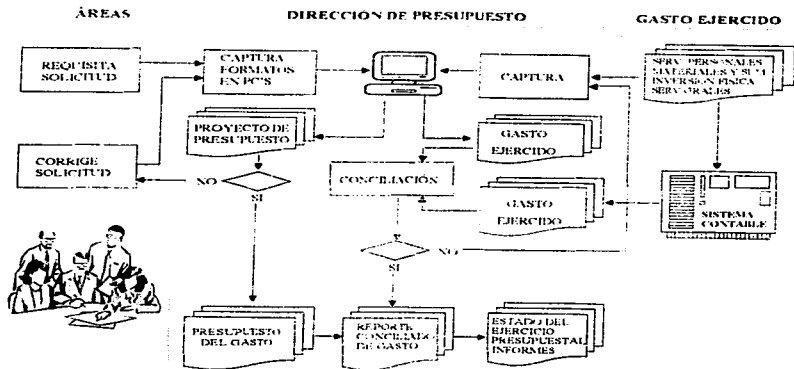 ÁREAS
DIRECCIÓN DE PRESUPUESTO
GASTO EJERCIDO
REQUISITA
SOLICITUD
CAPTURA
FORMATOS
EN PC'S
CAPTURA
SERV. PERSONALES
MATERIALES Y SUM
INVERSION FISICA
SERV GRALES
PROYECTO DE
PRESUPUESTO
GASTO
EJERCIDO
CORRIGE
SOLICITUD
NO
SI
CONCILIACIÓN
GASTO
EJERCIDO
SISTEMA
CONTABLE
NO
SI
PRESUPUESTO
DEL GASTO
REPORTE
CONCILIADO
DE GASTO
ESTADO DEL
EJERCICIO
PRESUPUESTAL
INFORMES